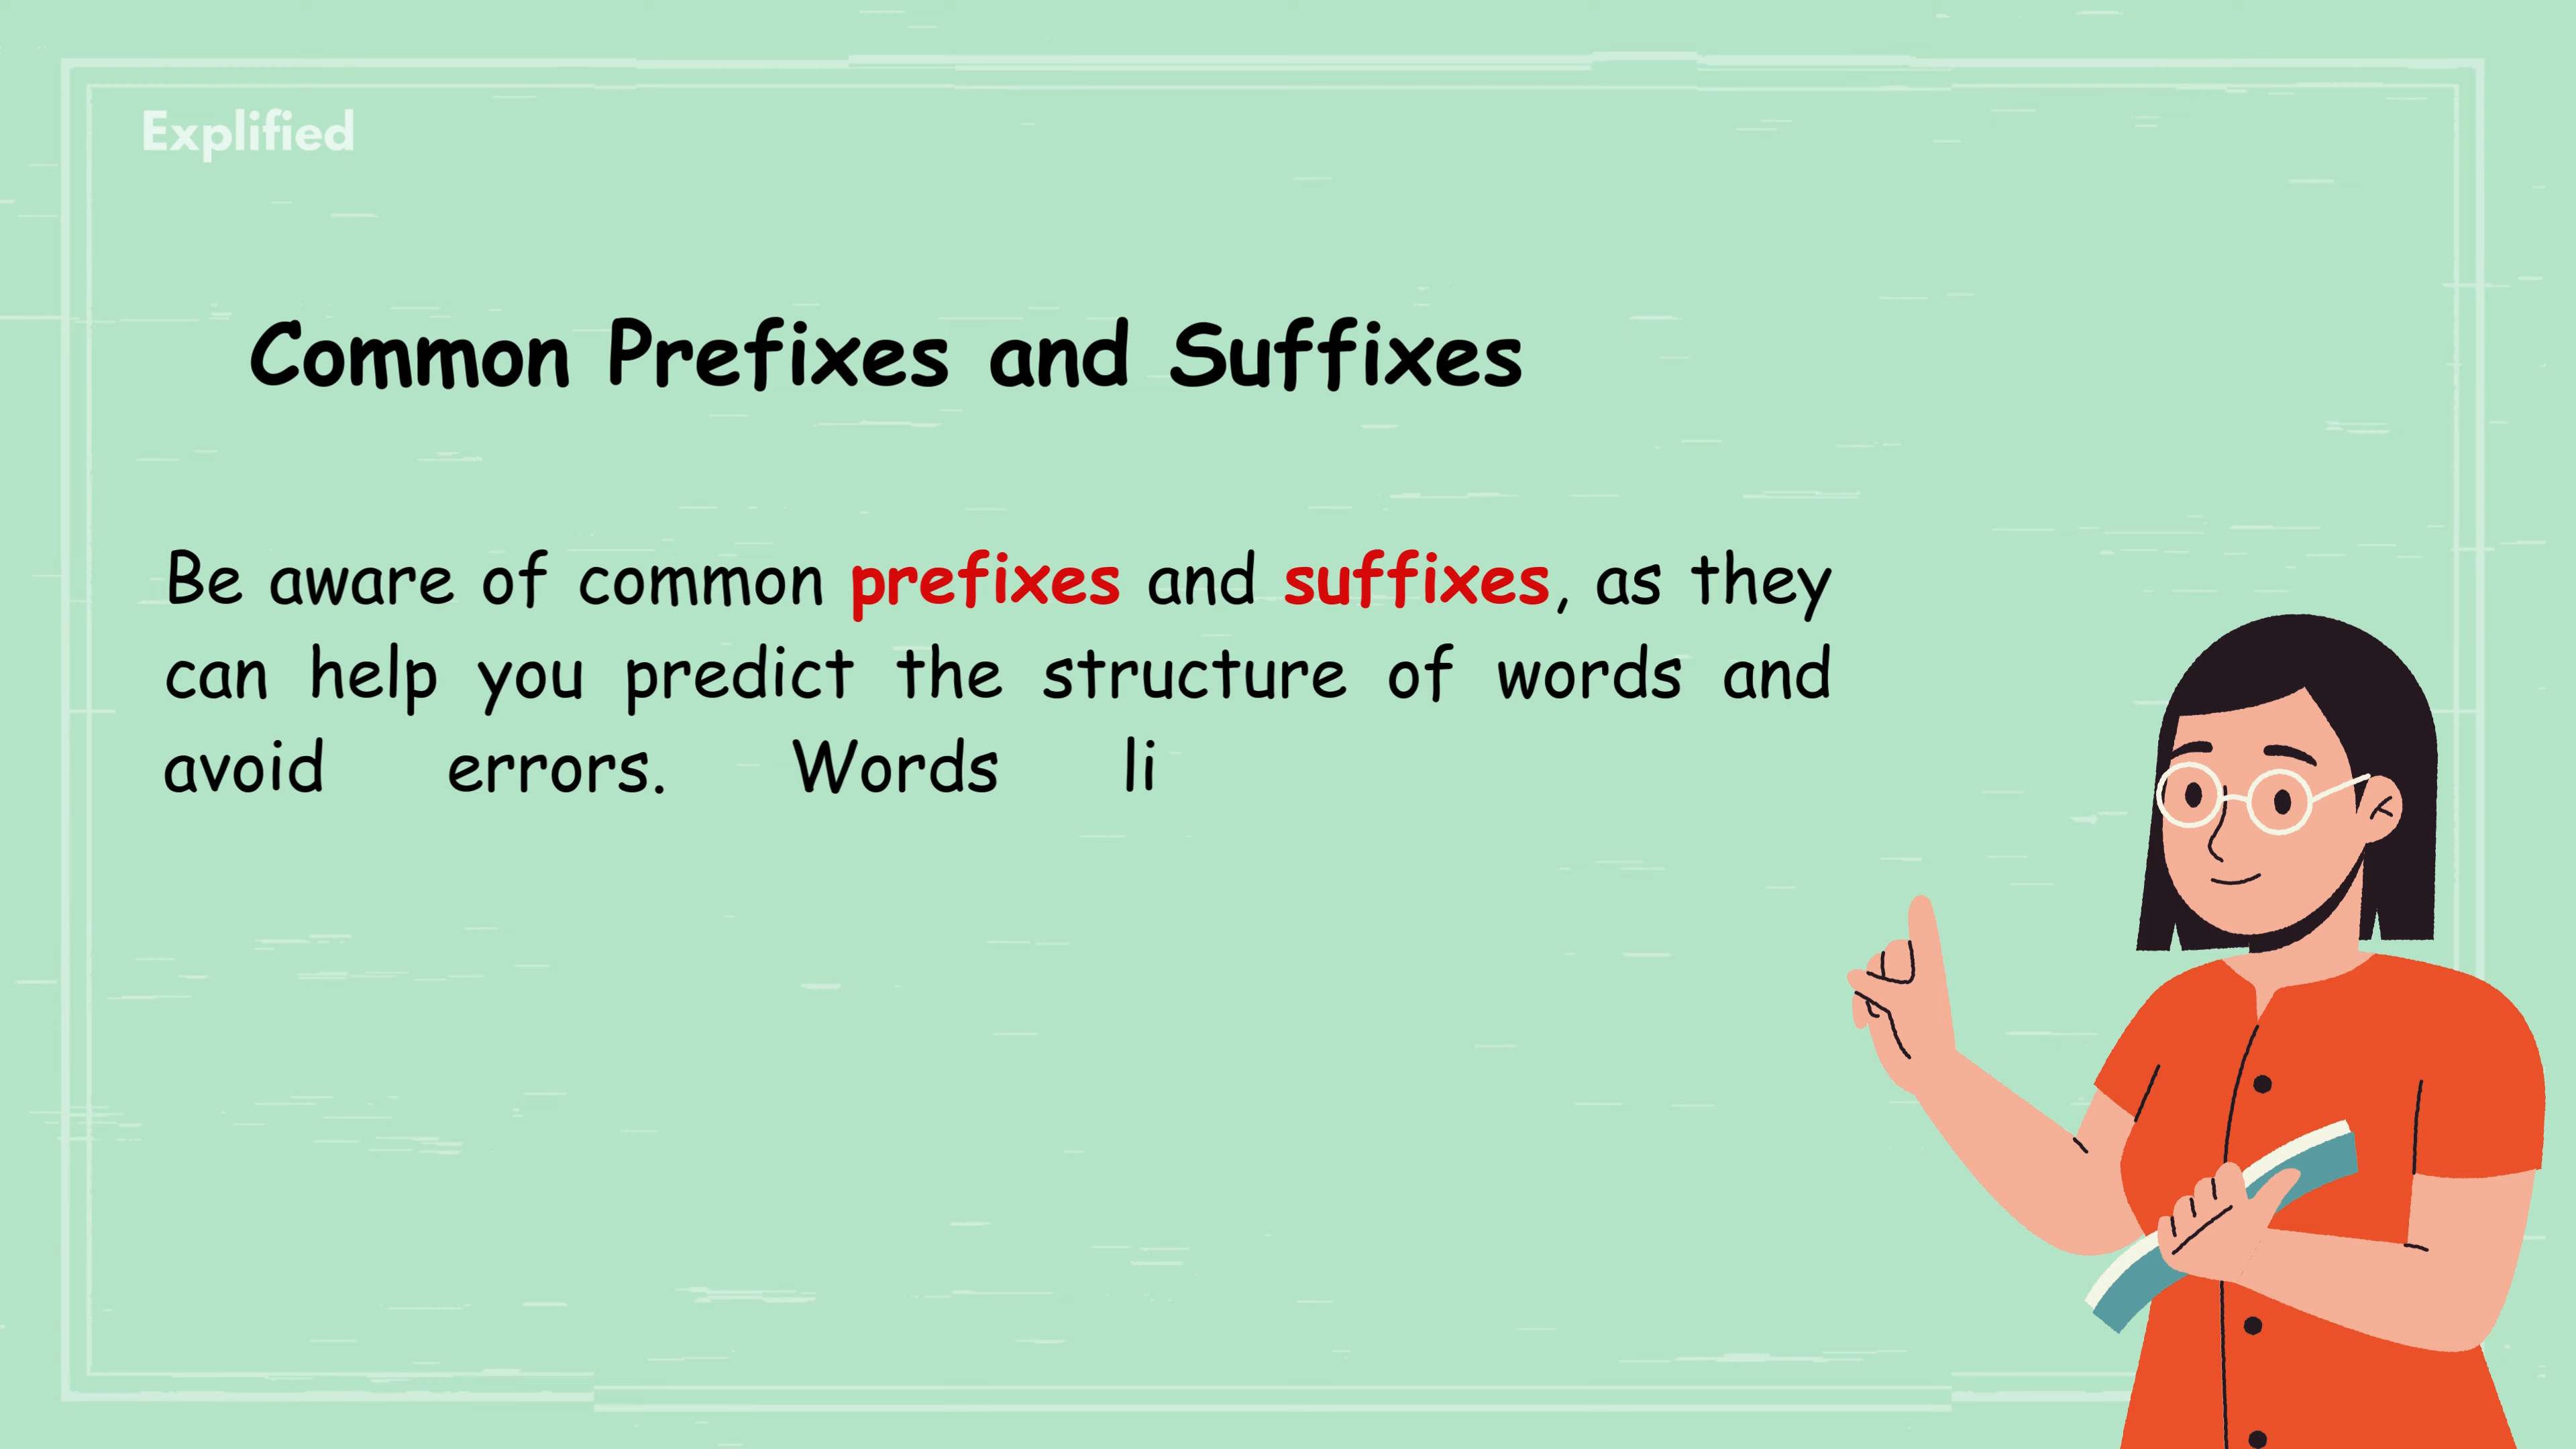 Explified
Common Prefixes and Suffixes
Be aware of common prefixes and suffixes, as they
can help you predict the structure of words and
avoid errors. Words li